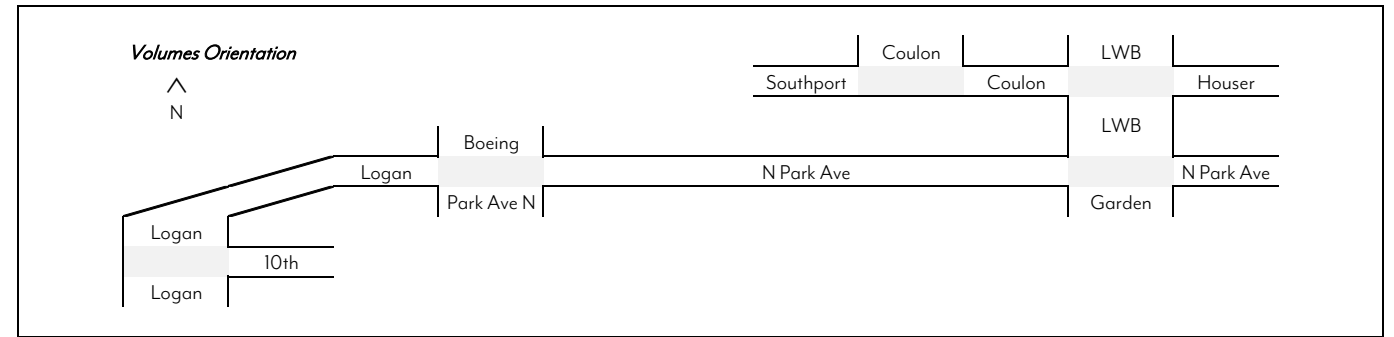 Volumes Orientation
N
Coulon
LWB
Southport
Coulon
Houser
LWB
Boeing
Logan
N Park Ave
N Park Ave
Park Ave N
Garden
Logan
10th
Logan